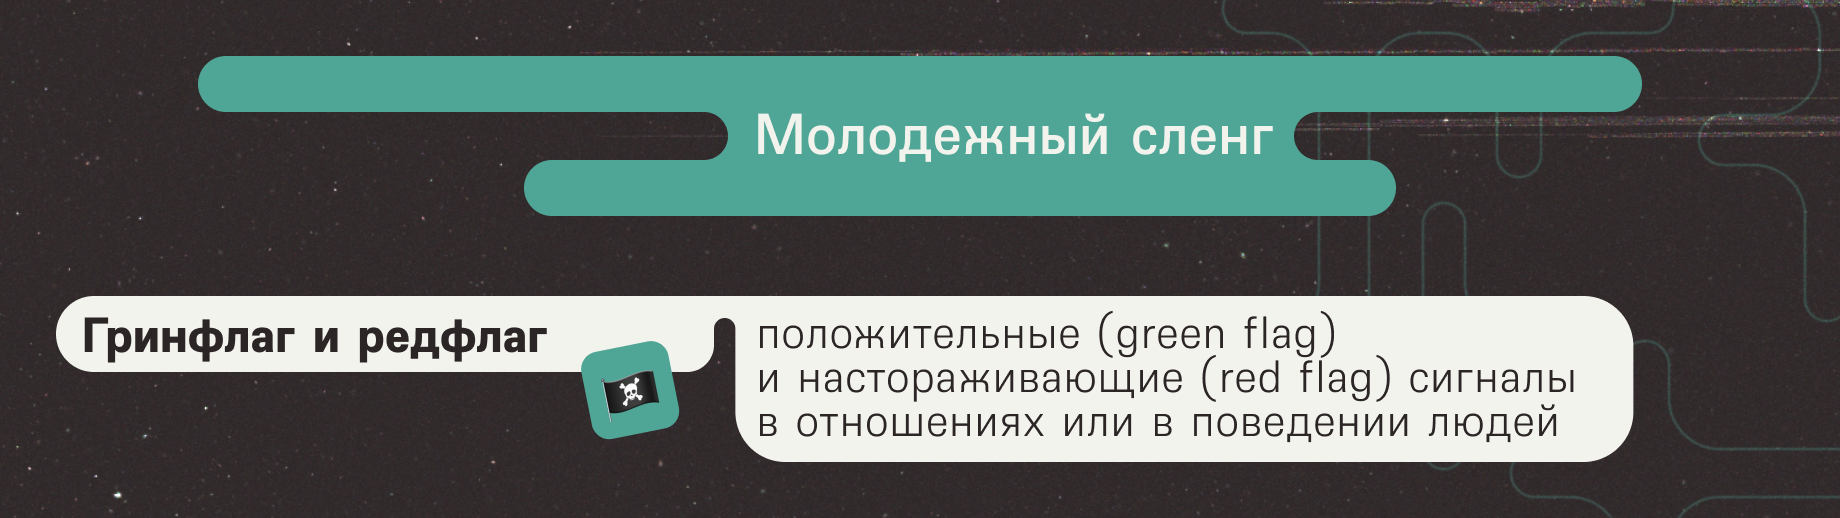 Молодежный сленг
Гринфлаг и редфлаг
положительные (green flag)
и настораживающие (red flag) сигналы
в отношениях или в поведении людей